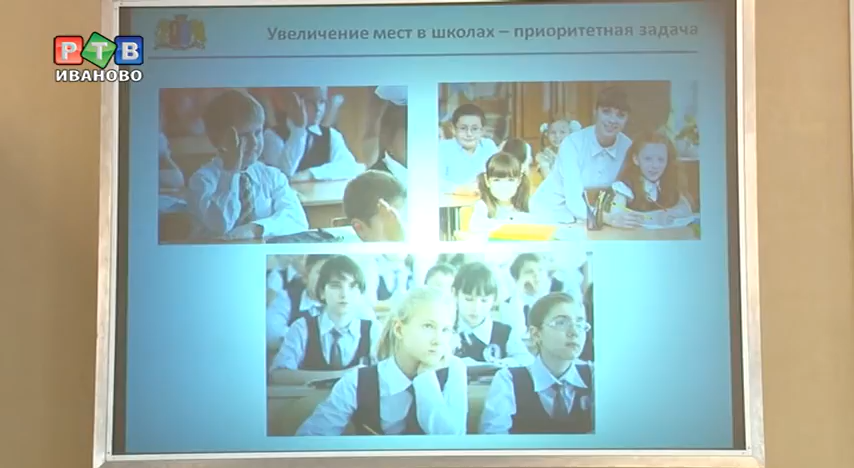 РТВ
ИВАНОВО
Увеличение мест в школах – приоритетная задача